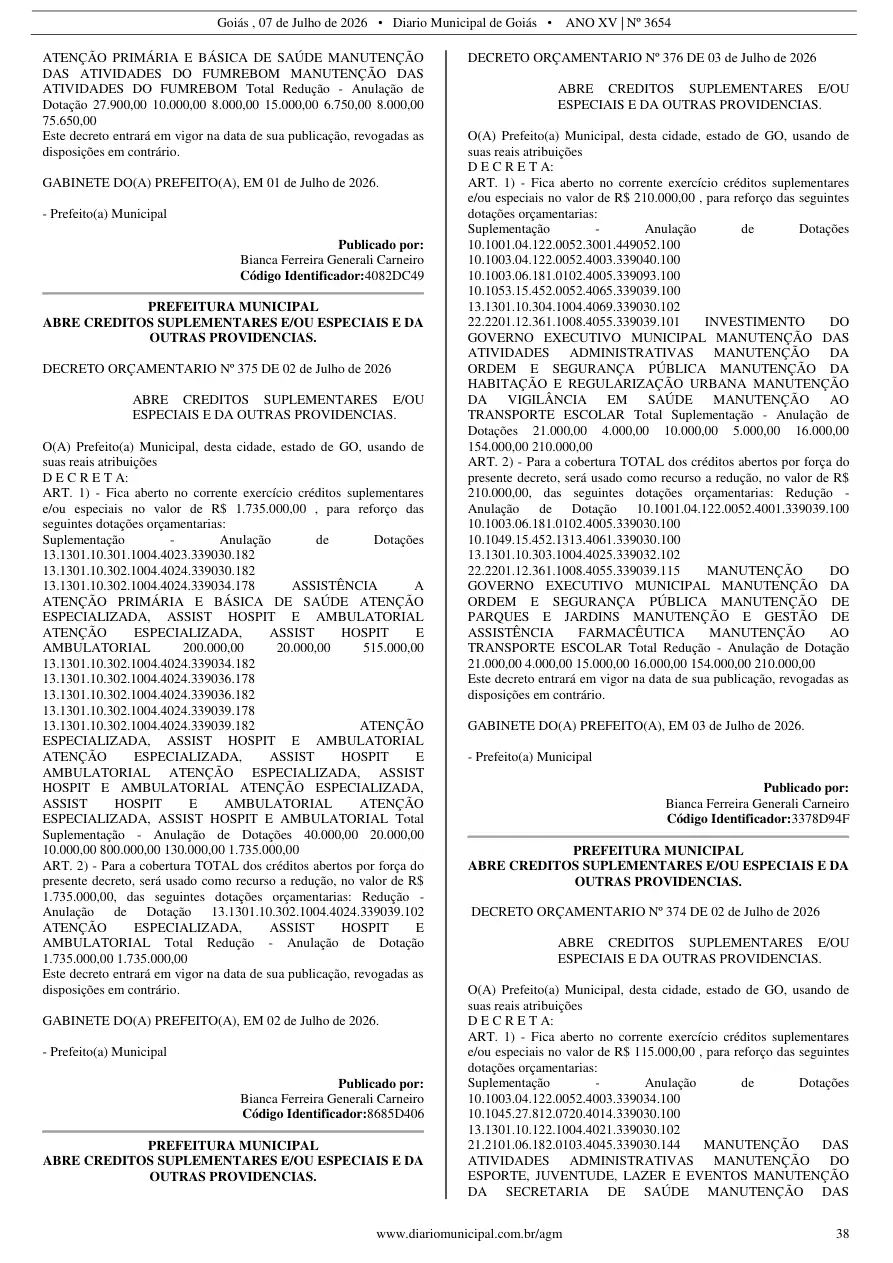 Goiás , 07 de Julho de 2026 • Diario Municipal de Goiás • ANO XV | Nº 3654
ATENÇÃO PRIMÁRIA E BÁSICA DE SAÚDE MANUTENÇÃO
DAS ATIVIDADES DO FUMREBOM MANUTENÇÃO DAS
ATIVIDADES DO FUMREBOM Total Redução - Anulação de
Dotação 27.900,00 10.000,00 8.000,00 15.000,00 6.750,00 8.000,00
75.650,00
Este decreto entrará em vigor na data de sua publicação, revogadas as
disposições em contrário.
GABINETE DO(A) PREFEITO(A), EM 01 de Julho de 2026.
- Prefeito(a) Municipal
Publicado por:
Bianca Ferreira Generali Carneiro
Código Identificador:4082DC49
PREFEITURA MUNICIPAL
ABRE CREDITOS SUPLEMENTARES E/OU ESPECIAIS E DA
OUTRAS PROVIDENCIAS.
DECRETO ORÇAMENTARIO Nº 375 DE 02 de Julho de 2026
ABRE CREDITOS SUPLEMENTARES E/OU
ESPECIAIS E DA OUTRAS PROVIDENCIAS.
O(A) Prefeito(a) Municipal, desta cidade, estado de GO, usando de
suas reais atribuições
D E C R E T A:
ART. 1) - Fica aberto no corrente exercício créditos suplementares
e/ou especiais no valor de R$ 1.735.000,00 , para reforço das
seguintes dotações orçamentarias:
Suplementação - Anulação de Dotações
13.1301.10.301.1004.4023.339030.182
13.1301.10.302.1004.4024.339030.182
13.1301.10.302.1004.4024.339034.178 ASSISTÊNCIA A
ATENÇÃO PRIMÁRIA E BÁSICA DE SAÚDE ATENÇÃO
ESPECIALIZADA, ASSIST HOSPIT E AMBULATORIAL
ATENÇÃO ESPECIALIZADA, ASSIST HOSPIT E
AMBULATORIAL 200.000,00 20.000,00 515.000,00
13.1301.10.302.1004.4024.339034.182
13.1301.10.302.1004.4024.339036.178
13.1301.10.302.1004.4024.339036.182
13.1301.10.302.1004.4024.339039.178
13.1301.10.302.1004.4024.339039.182 ATENÇÃO
ESPECIALIZADA, ASSIST HOSPIT E AMBULATORIAL
ATENÇÃO ESPECIALIZADA, ASSIST HOSPIT E
AMBULATORIAL ATENÇÃO ESPECIALIZADA, ASSIST
HOSPIT E AMBULATORIAL ATENÇÃO ESPECIALIZADA,
ASSIST HOSPIT E AMBULATORIAL ATENÇÃO
ESPECIALIZADA, ASSIST HOSPIT E AMBULATORIAL Total
Suplementação - Anulação de Dotações 40.000,00 20.000,00
10.000,00 800.000,00 130.000,00 1.735.000,00
ART. 2) - Para a cobertura TOTAL dos créditos abertos por força do
presente decreto, será usado como recurso a redução, no valor de R$
1.735.000,00, das seguintes dotações orçamentarias: Redução -
Anulação de Dotação 13.1301.10.302.1004.4024.339039.102
ATENÇÃO ESPECIALIZADA, ASSIST HOSPIT E
AMBULATORIAL Total Redução - Anulação de Dotação
1.735.000,00 1.735.000,00
Este decreto entrará em vigor na data de sua publicação, revogadas as
disposições em contrário.
GABINETE DO(A) PREFEITO(A), EM 02 de Julho de 2026.
- Prefeito(a) Municipal
Publicado por:
Bianca Ferreira Generali Carneiro
Código Identificador:8685D406
PREFEITURA MUNICIPAL
ABRE CREDITOS SUPLEMENTARES E/OU ESPECIAIS E DA
OUTRAS PROVIDENCIAS.
DECRETO ORÇAMENTARIO Nº 376 DE 03 de Julho de 2026
ABRE CREDITOS SUPLEMENTARES E/OU
ESPECIAIS E DA OUTRAS PROVIDENCIAS.
O(A) Prefeito(a) Municipal, desta cidade, estado de GO, usando de
suas reais atribuições
D E C R E T A:
ART. 1) - Fica aberto no corrente exercício créditos suplementares
e/ou especiais no valor de R$ 210.000,00 , para reforço das seguintes
dotações orçamentarias:
Suplementação - Anulação de Dotações
10.1001.04.122.0052.3001.449052.100
10.1003.04.122.0052.4003.339040.100
10.1003.06.181.0102.4005.339093.100
10.1053.15.452.0052.4065.339039.100
13.1301.10.304.1004.4069.339030.102
22.2201.12.361.1008.4055.339039.101 INVESTIMENTO DO
GOVERNO EXECUTIVO MUNICIPAL MANUTENÇÃO DAS
ATIVIDADES ADMINISTRATIVAS MANUTENÇÃO DA
ORDEM E SEGURANÇA PÚBLICA MANUTENÇÃO DA
HABITAÇÃO E REGULARIZAÇÃO URBANA MANUTENÇÃO
DA VIGILÂNCIA EM SAÚDE MANUTENÇÃO AO
TRANSPORTE ESCOLAR Total Suplementação - Anulação de
Dotações 21.000,00 4.000,00 10.000,00 5.000,00 16.000,00
154.000,00 210.000,00
ART. 2) - Para a cobertura TOTAL dos créditos abertos por força do
presente decreto, será usado como recurso a redução, no valor de R$
210.000,00, das seguintes dotações orçamentarias: Redução -
Anulação de Dotação 10.1001.04.122.0052.4001.339039.100
10.1003.06.181.0102.4005.339030.100
10.1049.15.452.1313.4061.339030.100
13.1301.10.303.1004.4025.339032.102
22.2201.12.361.1008.4055.339039.115 MANUTENÇÃO DO
GOVERNO EXECUTIVO MUNICIPAL MANUTENÇÃO DA
ORDEM E SEGURANÇA PÚBLICA MANUTENÇÃO DE
PARQUES E JARDINS MANUTENÇÃO E GESTÃO DE
ASSISTÊNCIA FARMACÊUTICA MANUTENÇÃO AO
TRANSPORTE ESCOLAR Total Redução - Anulação de Dotação
21.000,00 4.000,00 15.000,00 16.000,00 154.000,00 210.000,00
Este decreto entrará em vigor na data de sua publicação, revogadas as
disposições em contrário.
GABINETE DO(A) PREFEITO(A), EM 03 de Julho de 2026.
- Prefeito(a) Municipal
Publicado por:
Bianca Ferreira Generali Carneiro
Código Identificador:3378D94F
PREFEITURA MUNICIPAL
ABRE CREDITOS SUPLEMENTARES E/OU ESPECIAIS E DA
OUTRAS PROVIDENCIAS.
DECRETO ORÇAMENTARIO Nº 374 DE 02 de Julho de 2026
ABRE CREDITOS SUPLEMENTARES E/OU
ESPECIAIS E DA OUTRAS PROVIDENCIAS.
O(A) Prefeito(a) Municipal, desta cidade, estado de GO, usando de
suas reais atribuições
D E C R E T A:
ART. 1) - Fica aberto no corrente exercício créditos suplementares
e/ou especiais no valor de R$ 115.000,00 , para reforço das seguintes
dotações orçamentarias:
Suplementação - Anulação de Dotações
10.1003.04.122.0052.4003.339034.100
10.1045.27.812.0720.4014.339030.100
13.1301.10.122.1004.4021.339030.102
21.2101.06.182.0103.4045.339030.144 MANUTENÇÃO DAS
ATIVIDADES ADMINISTRATIVAS MANUTENÇÃO DO
ESPORTE, JUVENTUDE, LAZER E EVENTOS MANUTENÇÃO
DA SECRETARIA DE SAÚDE MANUTENÇÃO DAS
www.diariomunicipal.com.br/agm 38